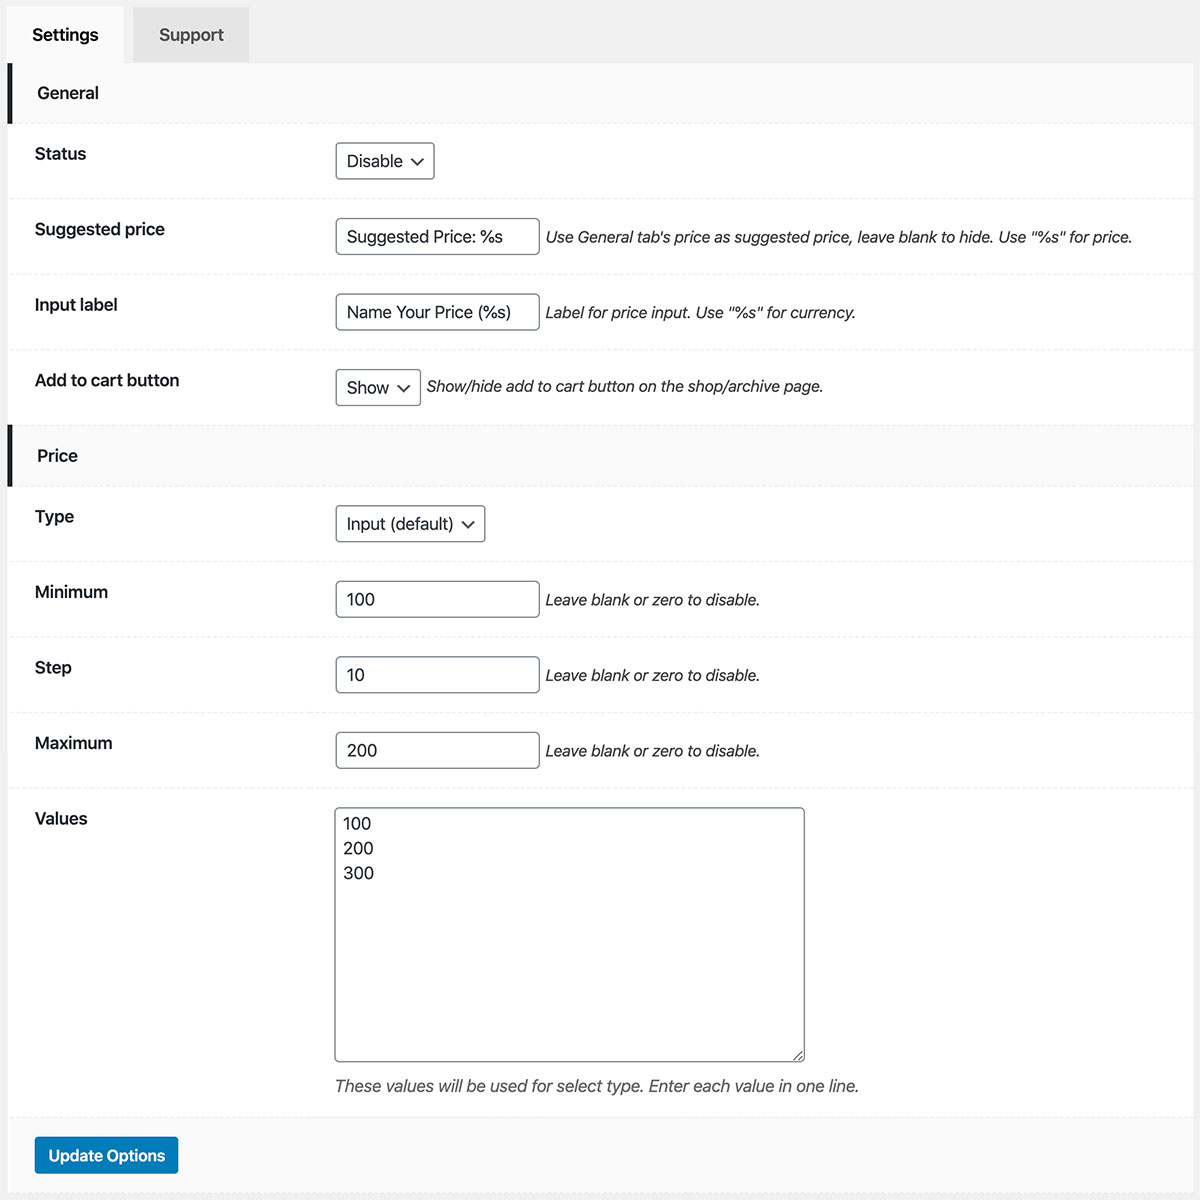 Settings Support
General
Status Disable
Suggested price Suggested Price: %s Use General tab's price as suggested price, leave blank to hide. Use "%s" for price.
Input label Name Your Price (%s) Label for price input. Use "%s" for currency.
Add to cart button Show Show/hide add to cart button on the shop/archive page.
Price
Type Input (default)
Minimum 100 Leave blank or zero to disable.
Step 10 Leave blank or zero to disable.
Maximum 200 Leave blank or zero to disable.
Values 100
200
300
These values will be used for select type. Enter each value in one line.
Update Options